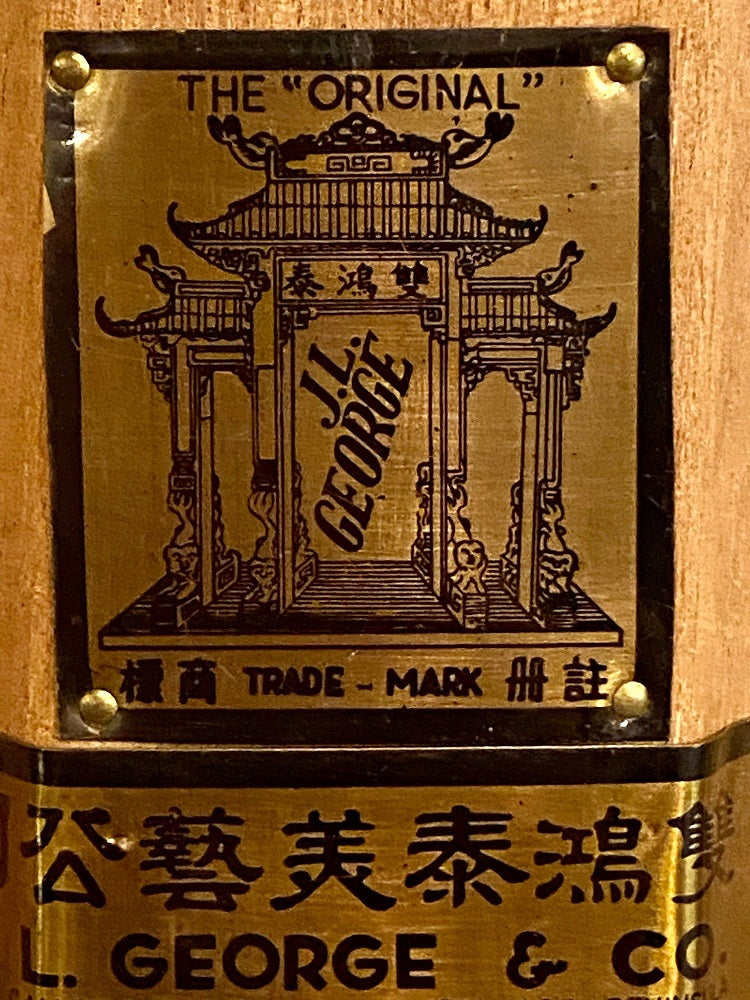 THE “ORIGINAL”
雙鴻泰
J.L.
GEORGE
註冊 TRADE-MARK 商標
雙鴻泰美藝公
L. GEORGE & CO.